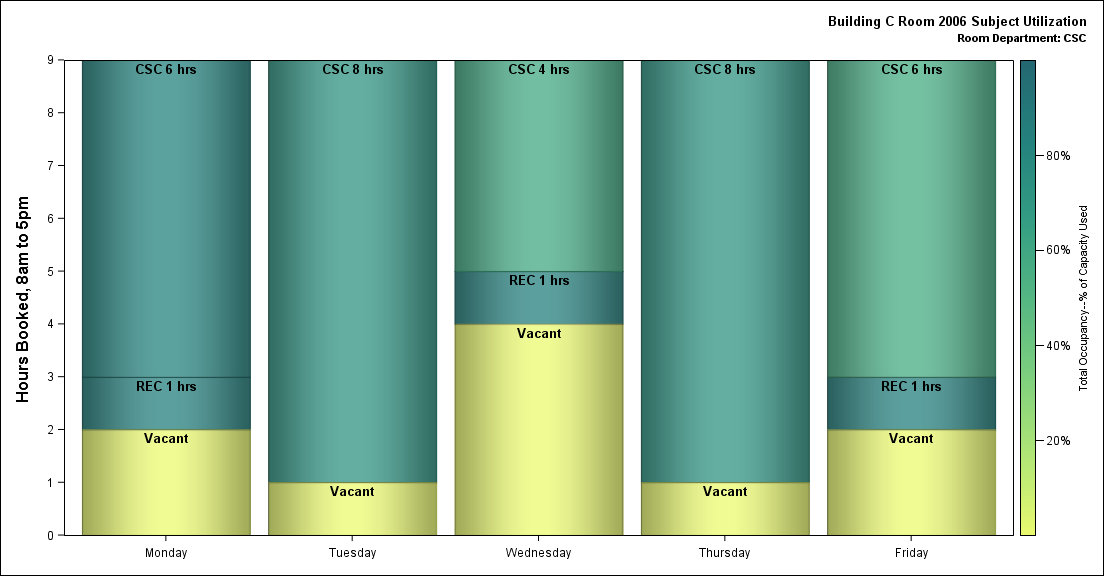 Building C Room 2006 Subject Utilization
Room Department: CSC
Hours Booked, 8am to 5pm
9
8
7
6
5
4
3
2
1
0
CSC 6 hrs
REC 1 hrs
Vacant
CSC 8 hrs
Vacant
CSC 4 hrs
REC 1 hrs
Vacant
CSC 8 hrs
Vacant
CSC 6 hrs
REC 1 hrs
Vacant
Monday
Tuesday
Wednesday
Thursday
Friday
80%
60%
40%
20%
Total Occupancy--% of Capacity Used